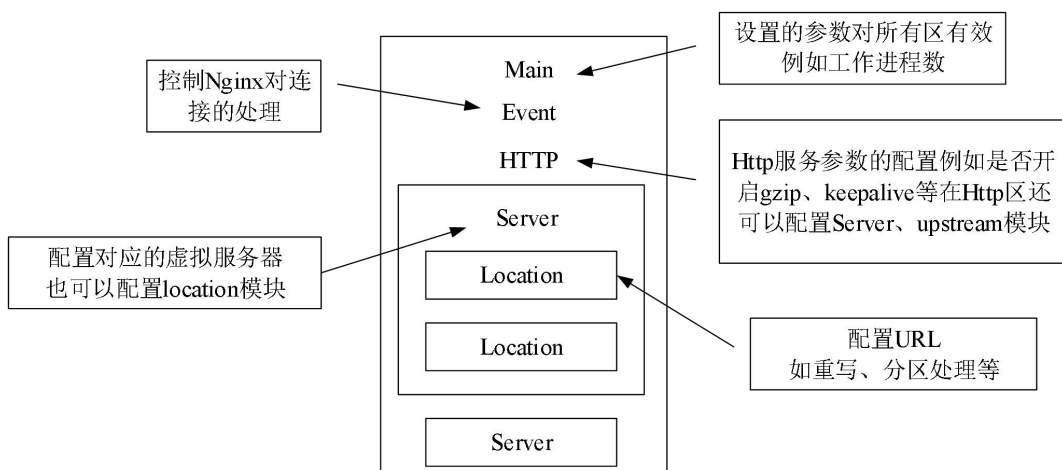 设置的参数对所有区有效
例如工作进程数
控制Nginx对连
接的处理
Main
Event
HTTP
Http服务参数的配置例如是否开
启gzip、keepalive等在Http区还
可以配置Server、upstream模块
Server
配置对应的虚拟服务器
也可以配置location模块
Location
Location
配置URL
如重写、分区处理等
Server